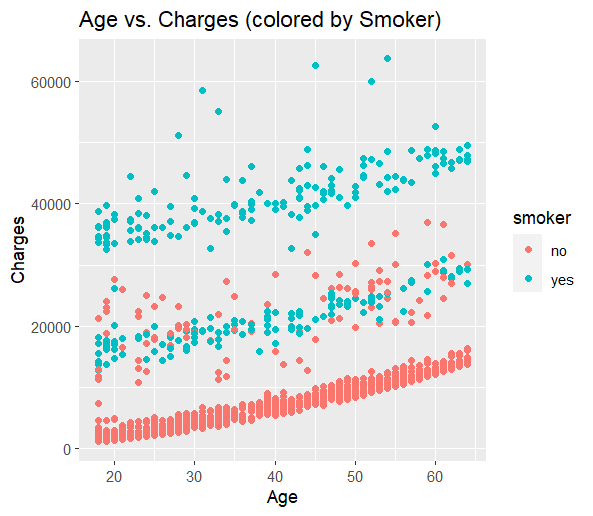 Age vs. Charges (colored by Smoker)
60000
40000
20000
0
Charges
20 30 40 50 60
Age
smoker
no
yes